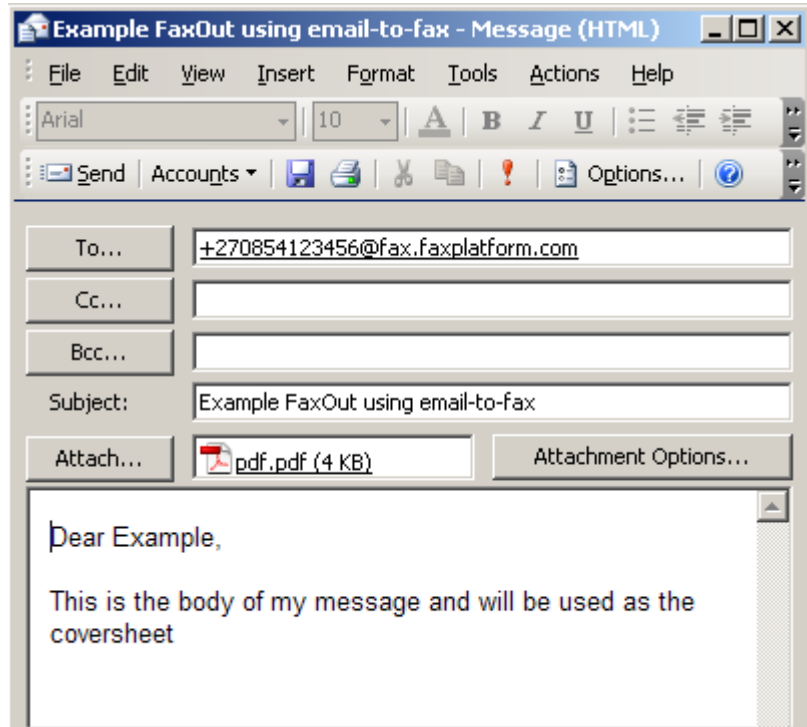 Example FaxOut using email-to-fax - Message (HTML)
File Edit View Insert Format Tools Actions Help
Arial 10 A B I U
Send Accounts Options...
To... +270854123456@fax.faxplatform.com
Cc...
Bcc...
Subject: Example FaxOut using email-to-fax
Attach... pdf.pdf (4 KB) Attachment Options...
Dear Example,
This is the body of my message and will be used as the
coversheet